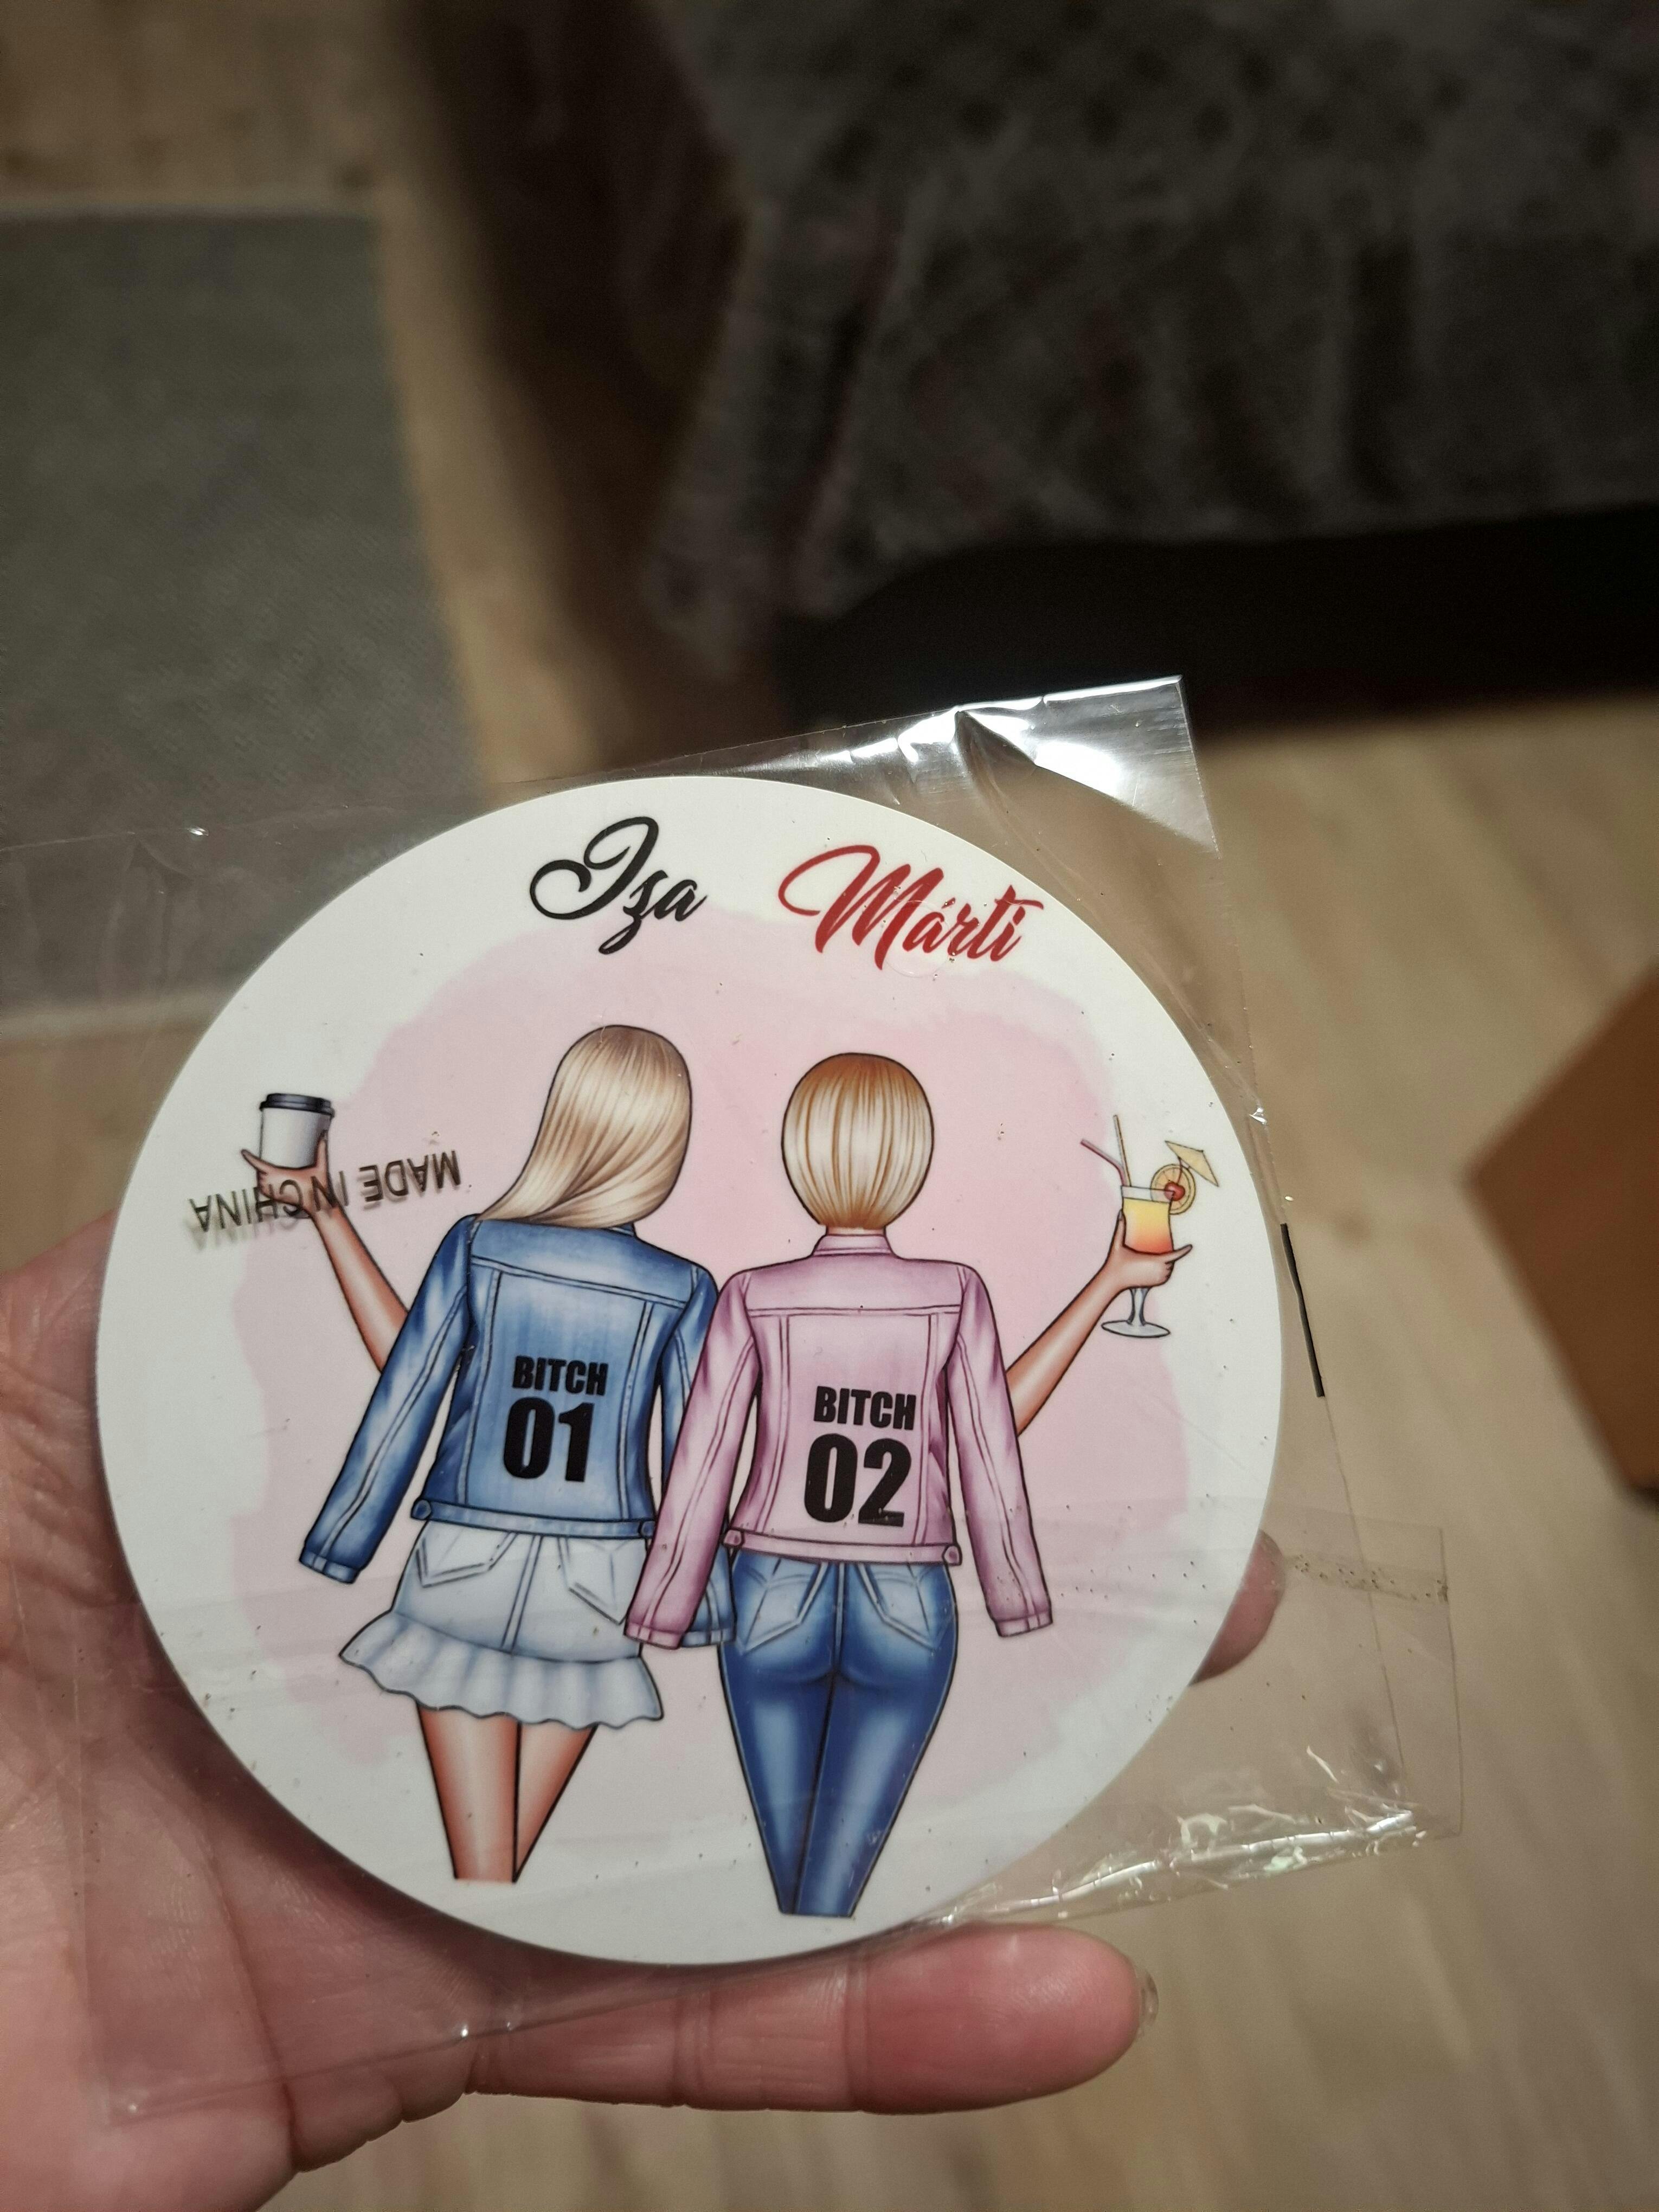 Iza Márti
MADE IN CHINA
BITCH
01
BITCH
02